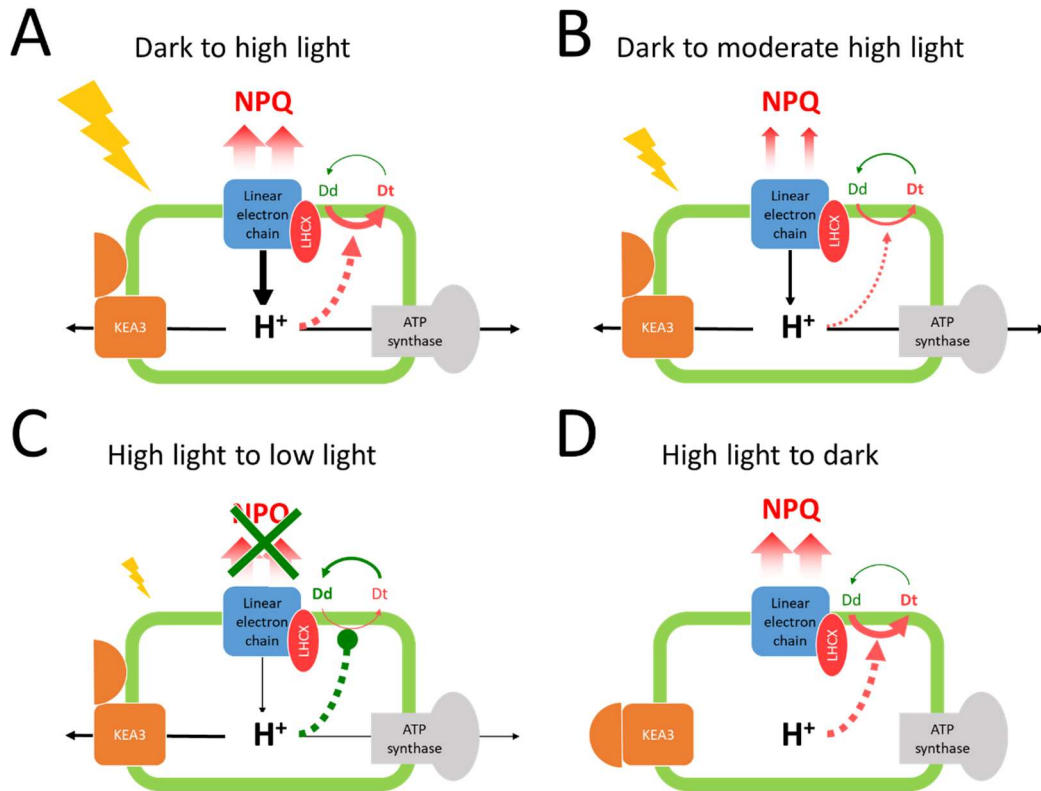 A
Dark to high light
NPQ
Linear
electron
chain
LHCX
Dd
Dt
KEA3
H+
ATP
synthase
B
Dark to moderate high light
NPQ
Linear
electron
chain
LHCX
Dd
Dt
KEA3
H+
ATP
synthase
C
High light to low light
NPQ
Linear
electron
chain
LHCX
Dd
Dt
KEA3
H+
ATP
synthase
D
High light to dark
NPQ
Linear
electron
chain
LHCX
Dd
Dt
KEA3
H+
ATP
synthase